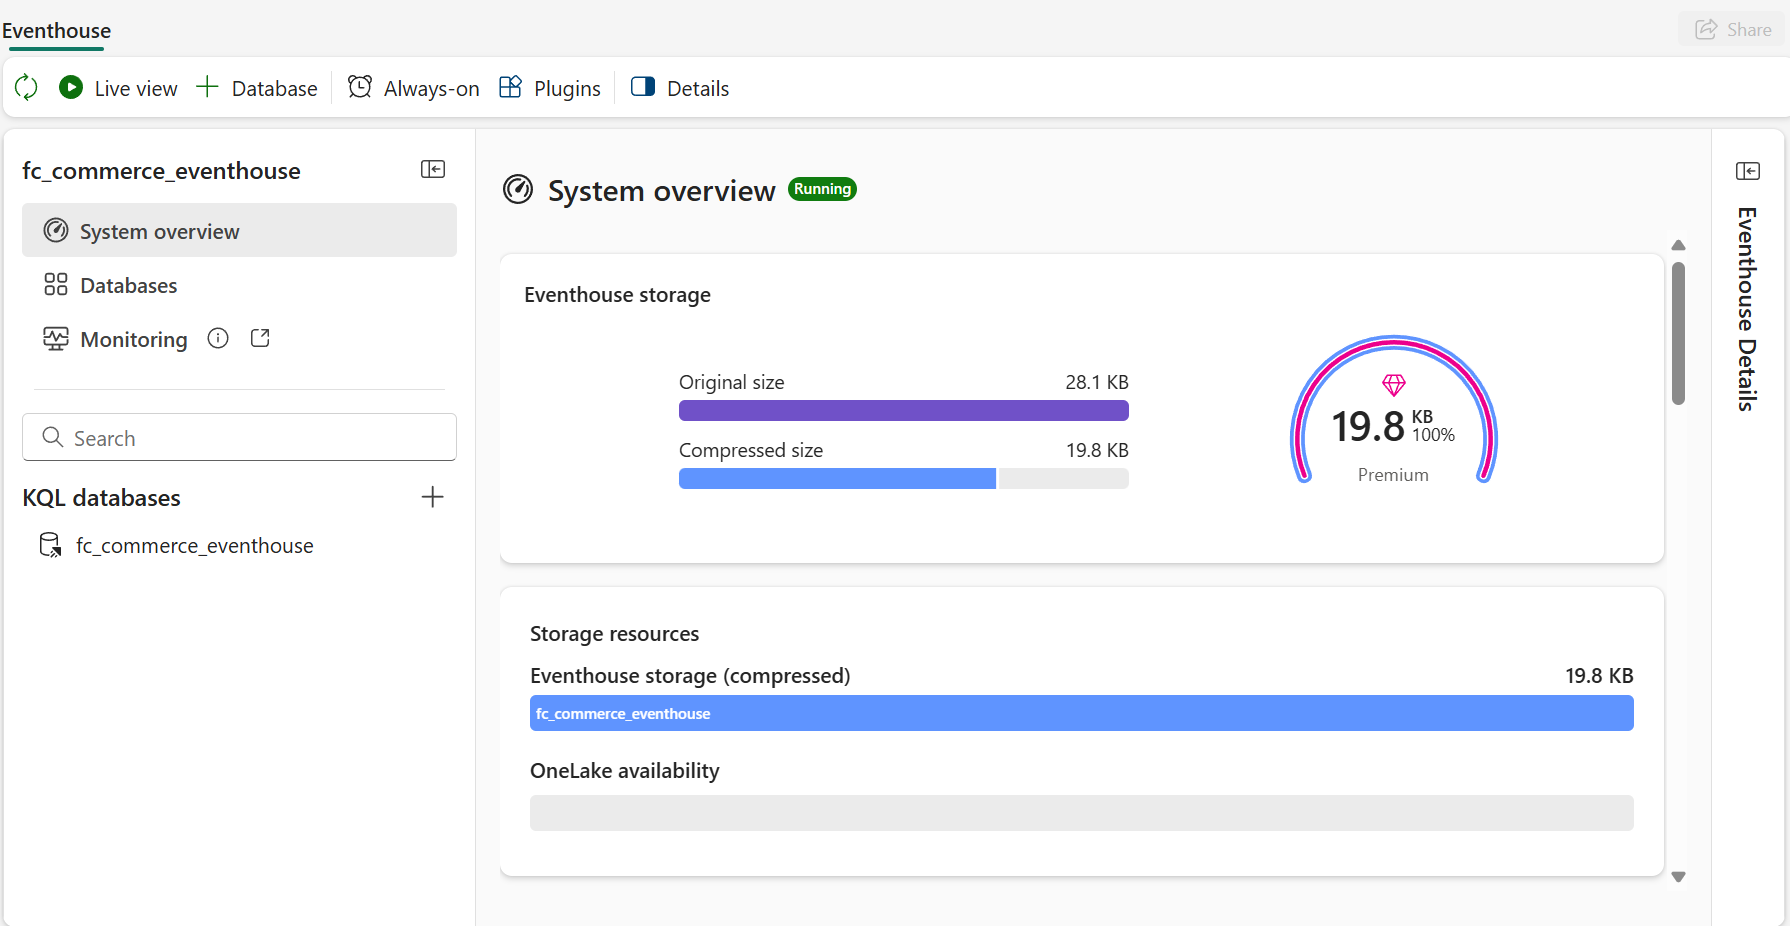 Eventhouse
Share
Live view
Database
Always-on
Plugins
Details
fc_commerce_eventhouse
System overview
Databases
Monitoring
Search
KQL databases
fc_commerce_eventhouse
System overview
Running
Eventhouse storage
Original size
28.1 KB
Compressed size
19.8 KB
19.8 KB
100%
Premium
Storage resources
Eventhouse storage (compressed)
19.8 KB
fc_commerce_eventhouse
OneLake availability
Eventhouse Details